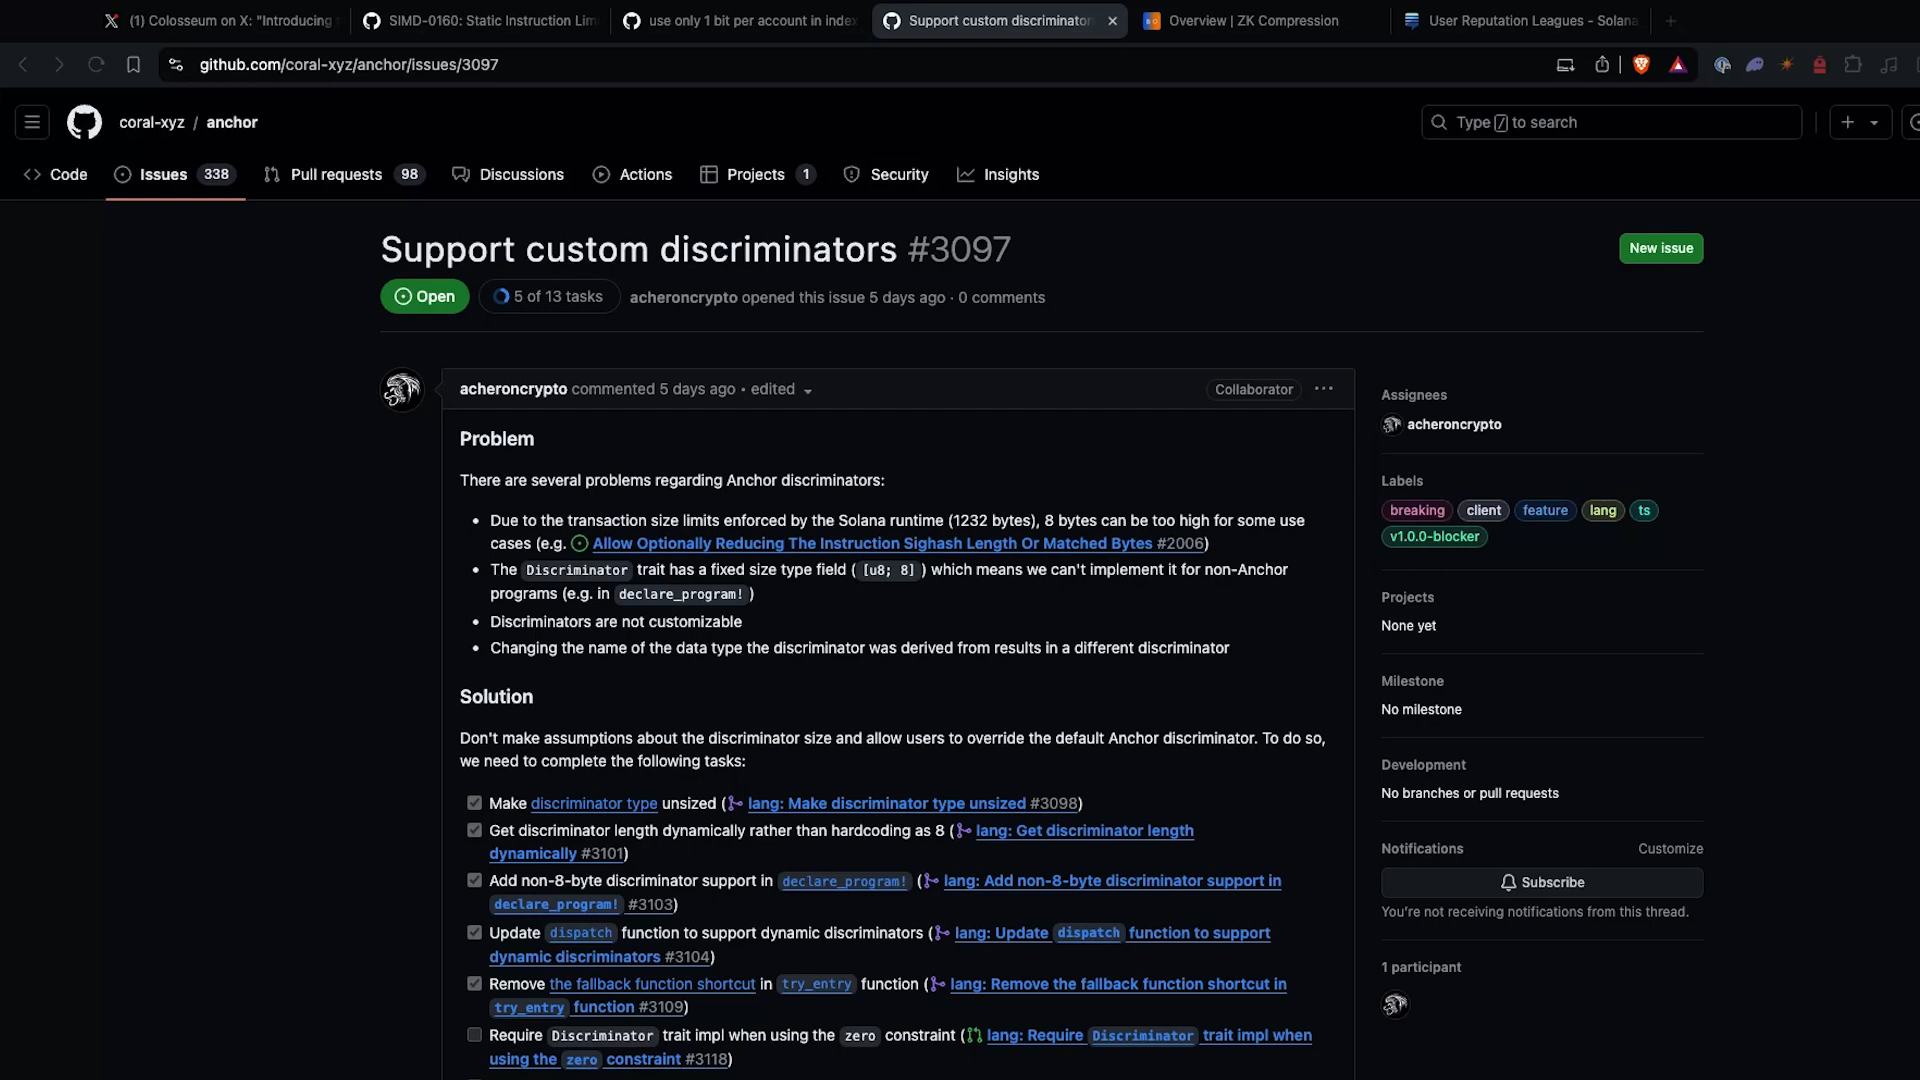 (1) Colosseum on X: "Introducing
SIMD-0160: Static Instruction Lim
use only 1 bit per account in index
Support custom discriminator
Overview | ZK Compression
User Reputation Leagues - Solana
github.com/coral-xyz/anchor/issues/3097
coral-xyz / anchor
Type / to search
Code
Issues 338
Pull requests 98
Discussions
Actions
Projects 1
Security
Insights
Support custom discriminators #3097
New issue
Open
5 of 13 tasks
acheroncrypto opened this issue 5 days ago · 0 comments
acheroncrypto commented 5 days ago • edited
Collaborator
Problem
There are several problems regarding Anchor discriminators:
• Due to the transaction size limits enforced by the Solana runtime (1232 bytes), 8 bytes can be too high for some use
cases (e.g. Allow Optionally Reducing The Instruction Sighash Length Or Matched Bytes #2006)
• The Discriminator trait has a fixed size type field ( [u8; 8] ) which means we can't implement it for non-Anchor
programs (e.g. in declare_program! )
• Discriminators are not customizable
• Changing the name of the data type the discriminator was derived from results in a different discriminator
Solution
Don't make assumptions about the discriminator size and allow users to override the default Anchor discriminator. To do so,
we need to complete the following tasks:
Make discriminator type unsized (lang: Make discriminator type unsized #3098)
Get discriminator length dynamically rather than hardcoding as 8 (lang: Get discriminator length
dynamically #3101)
Add non-8-byte discriminator support in declare_program! (lang: Add non-8-byte discriminator support in
declare_program! #3103)
Update dispatch function to support dynamic discriminators (lang: Update dispatch function to support
dynamic discriminators #3104)
Remove the fallback function shortcut in try_entry function (lang: Remove the fallback function shortcut in
try_entry function #3109)
Require Discriminator trait impl when using the zero constraint (lang: Require Discriminator trait impl when
using the zero constraint #3118)
Assignees
acheroncrypto
Labels
breaking client feature lang ts
v1.0.0-blocker
Projects
None yet
Milestone
No milestone
Development
No branches or pull requests
Notifications
Customize
Subscribe
You're not receiving notifications from this thread.
1 participant